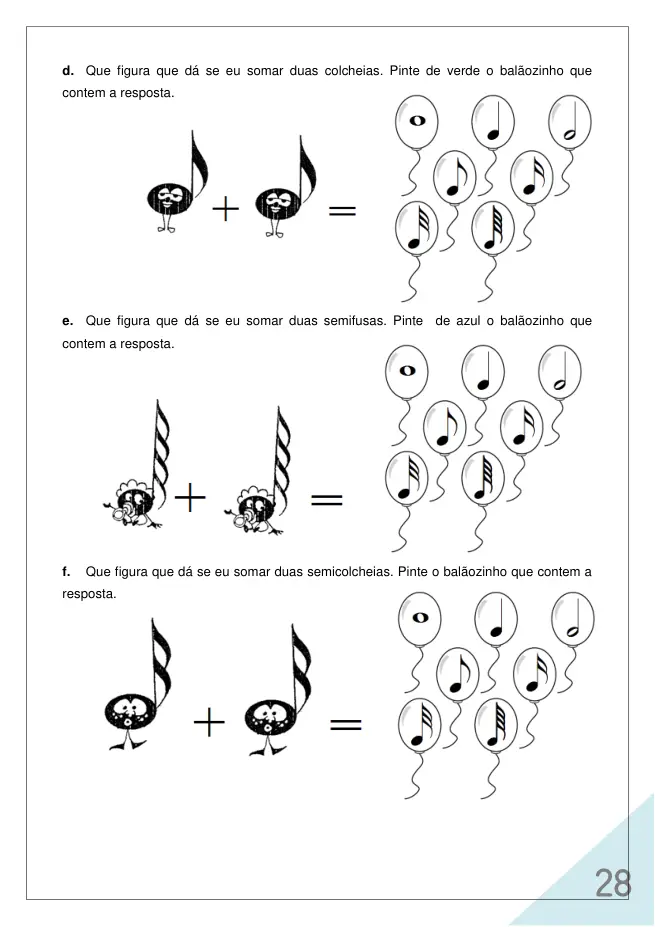 d. Que figura que dá se eu somar duas colcheias. Pinte de verde o balãozinho que
contem a resposta.
+ =
e. Que figura que dá se eu somar duas semifusas. Pinte de azul o balãozinho que
contem a resposta.
+ =
f. Que figura que dá se eu somar duas semicolcheias. Pinte o balãozinho que contem a
resposta.
+ =
28